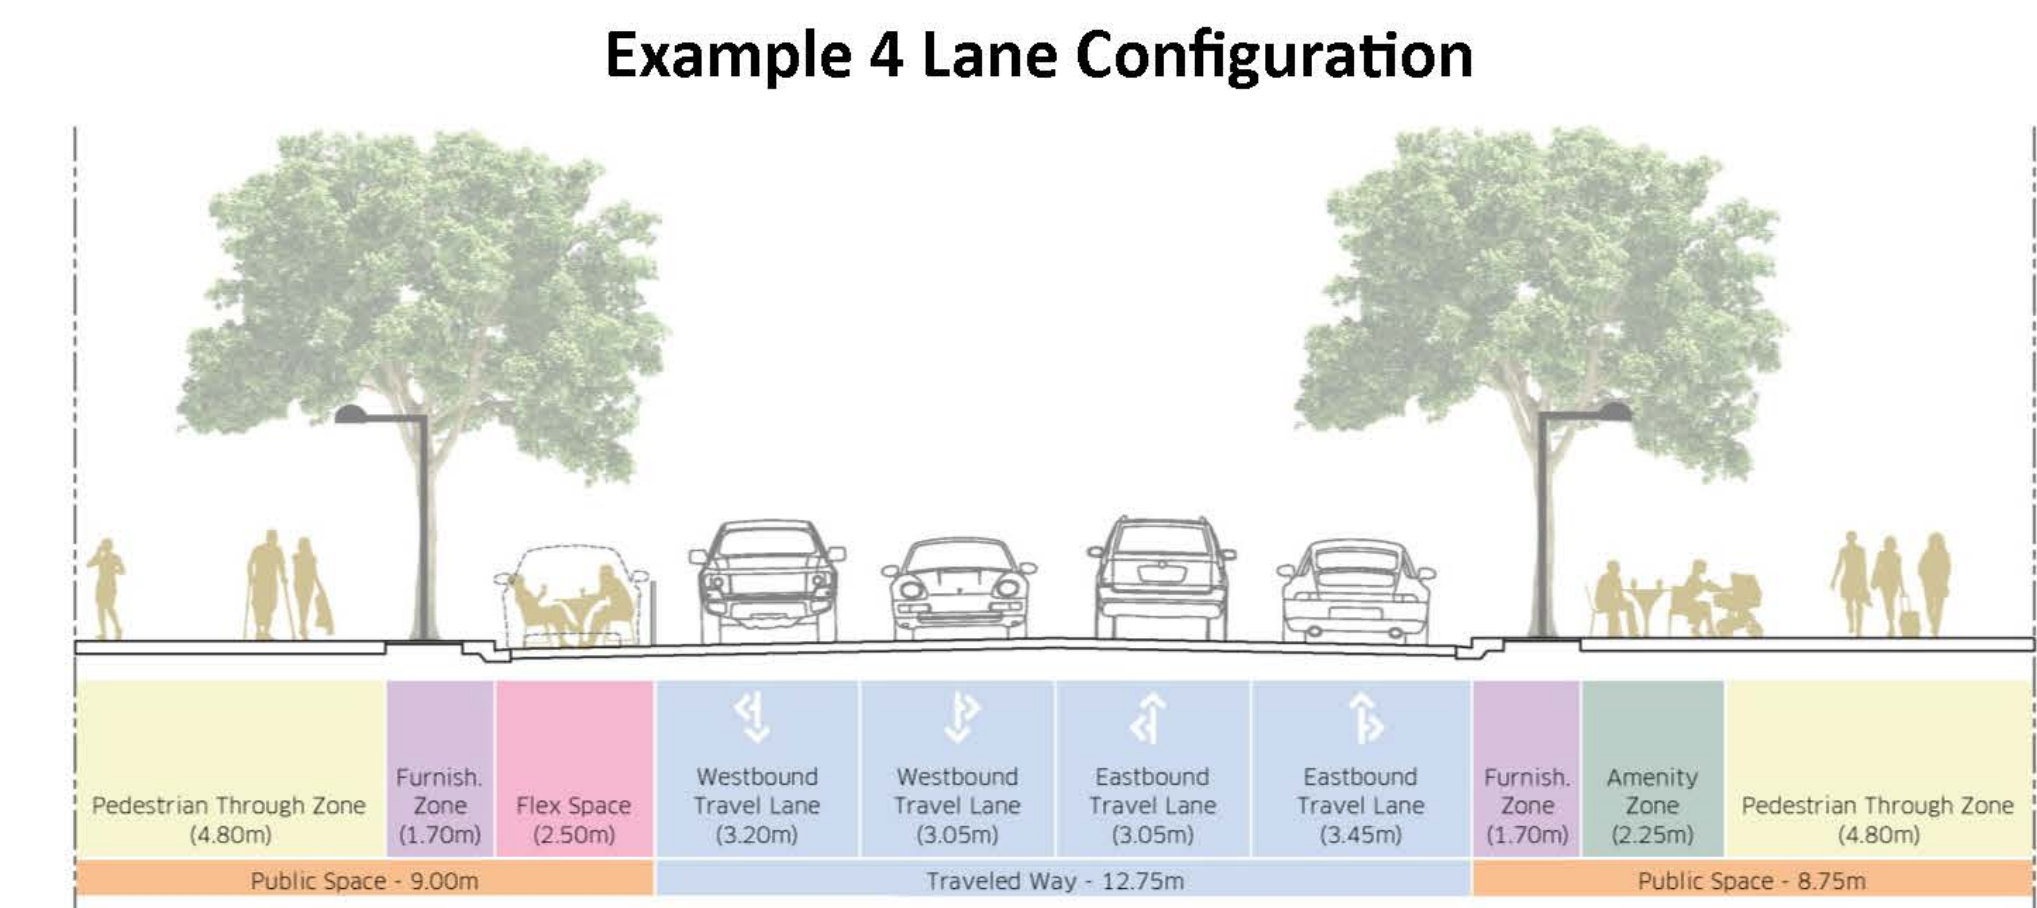 Example 4 Lane Configuration
Pedestrian Through Zone
(4.80m)
Furnish.
Zone
(1.70m)
Flex Space
(2.50m)
Westbound
Travel Lane
(3.20m)
Westbound
Travel Lane
(3.05m)
Eastbound
Travel Lane
(3.05m)
Eastbound
Travel Lane
(3.45m)
Furnish.
Zone
(1.70m)
Amenity
Zone
(2.25m)
Pedestrian Through Zone
(4.80m)
Public Space - 9.00m
Traveled Way - 12.75m
Public Space - 8.75m